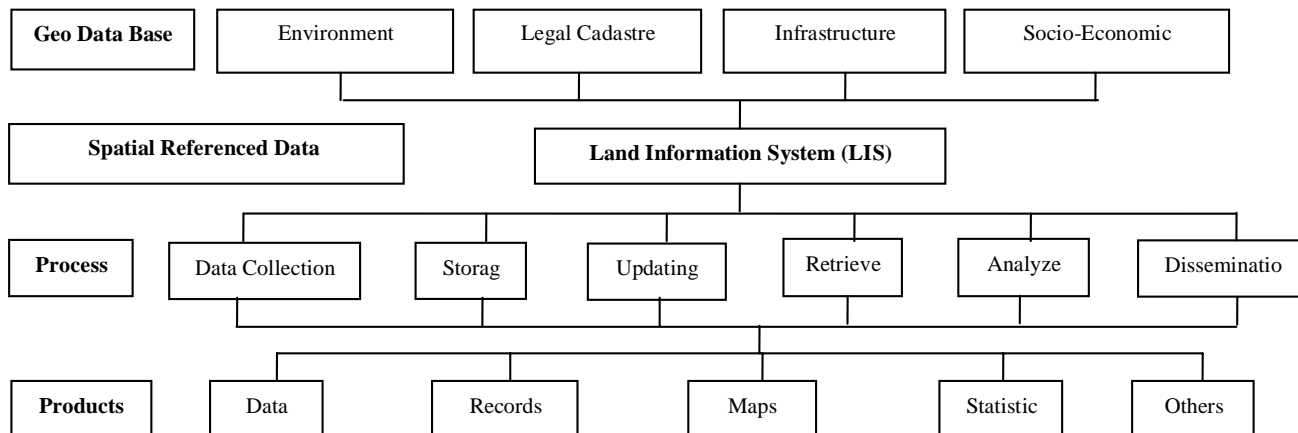 Geo Data Base
Environment
Legal Cadastre
Infrastructure
Socio-Economic
Spatial Referenced Data
Land Information System (LIS)
Process
Data Collection
Storag
Updating
Retrieve
Analyze
Disseminatio
Products
Data
Records
Maps
Statistic
Others